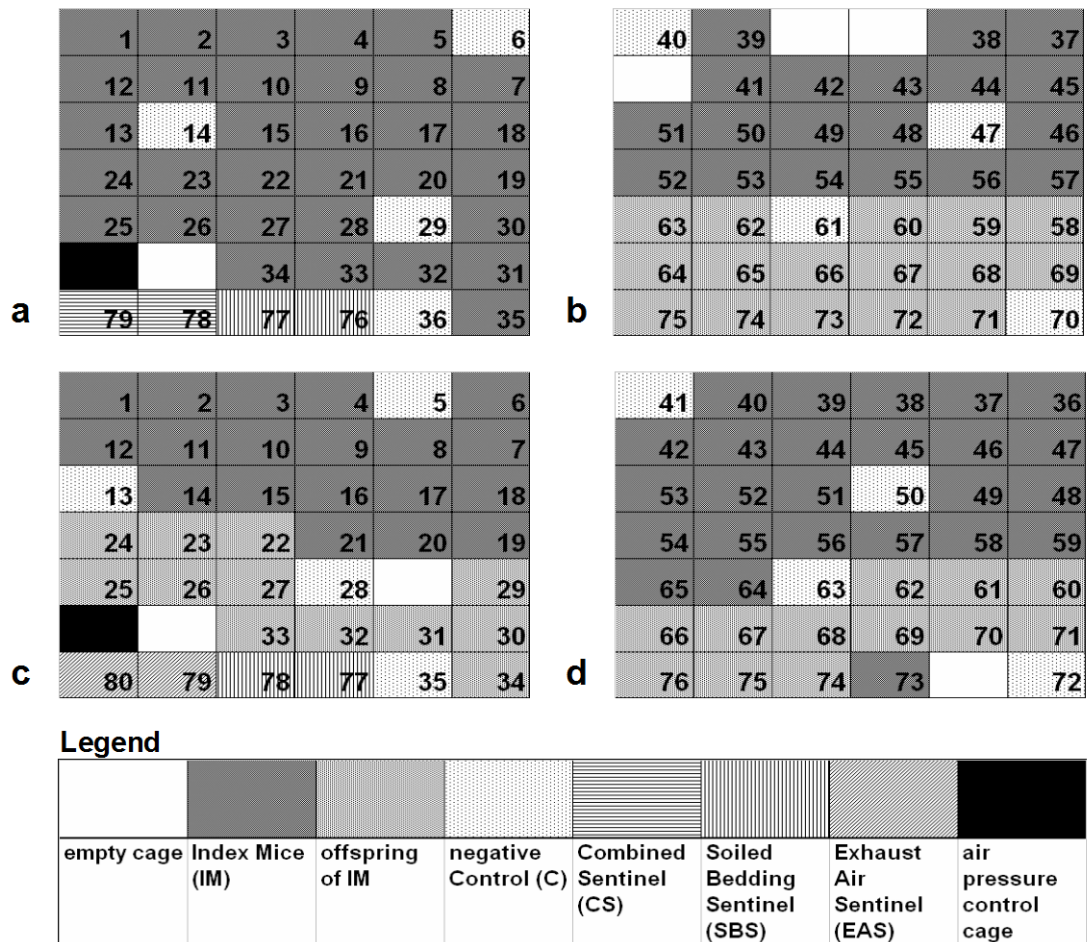 1 2 3 4 5 6
12 11 10 9 8 7
13 14 15 16 17 18
24 23 22 21 20 19
25 26 27 28 29 30
34 33 32 31
a 79 78 77 76 36 35
40 39 38 37
41 42 43 44 45
51 50 49 48 47 46
52 53 54 55 56 57
63 62 61 60 59 58
64 65 66 67 68 69
b 75 74 73 72 71 70
1 2 3 4 5 6
12 11 10 9 8 7
13 14 15 16 17 18
24 23 22 21 20 19
25 26 27 28 29
33 32 31 30
c 80 79 78 77 35 34
41 40 39 38 37 36
42 43 44 45 46 47
53 52 51 50 49 48
54 55 56 57 58 59
65 64 63 62 61 60
66 67 68 69 70 71
d 76 75 74 73 72
Legend
empty cage
Index Mice
(IM)
offspring
of IM
negative
Control (C)
Combined
Sentinel
(CS)
Soiled
Bedding
Sentinel
(SBS)
Exhaust
Air
Sentinel
(EAS)
air
pressure
control
cage